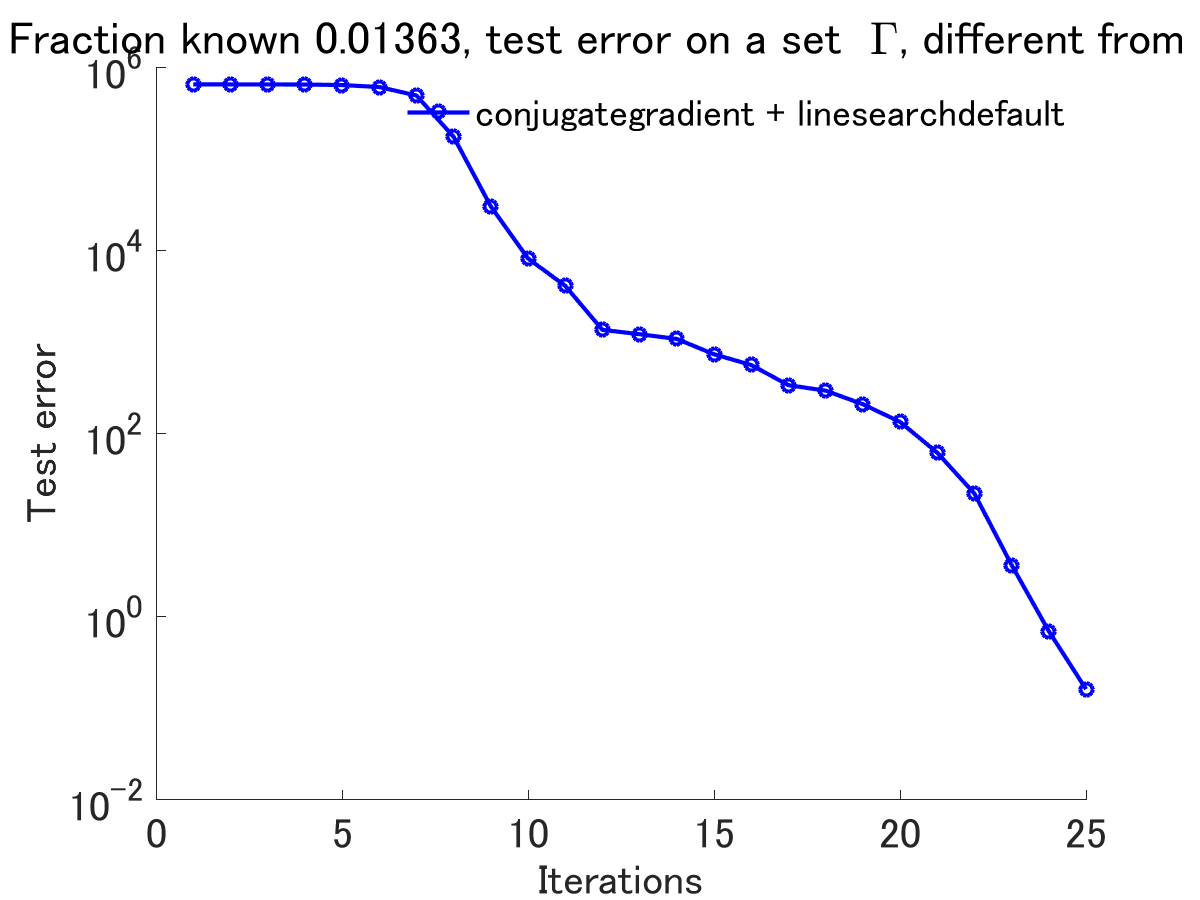 Fraction known 0.01363, test error on a set Γ, different from
10^6
conjugategradient + linesearchdefault
10^4
Test error
10^2
10^0
10^-2
0 5 10 15 20 25
Iterations